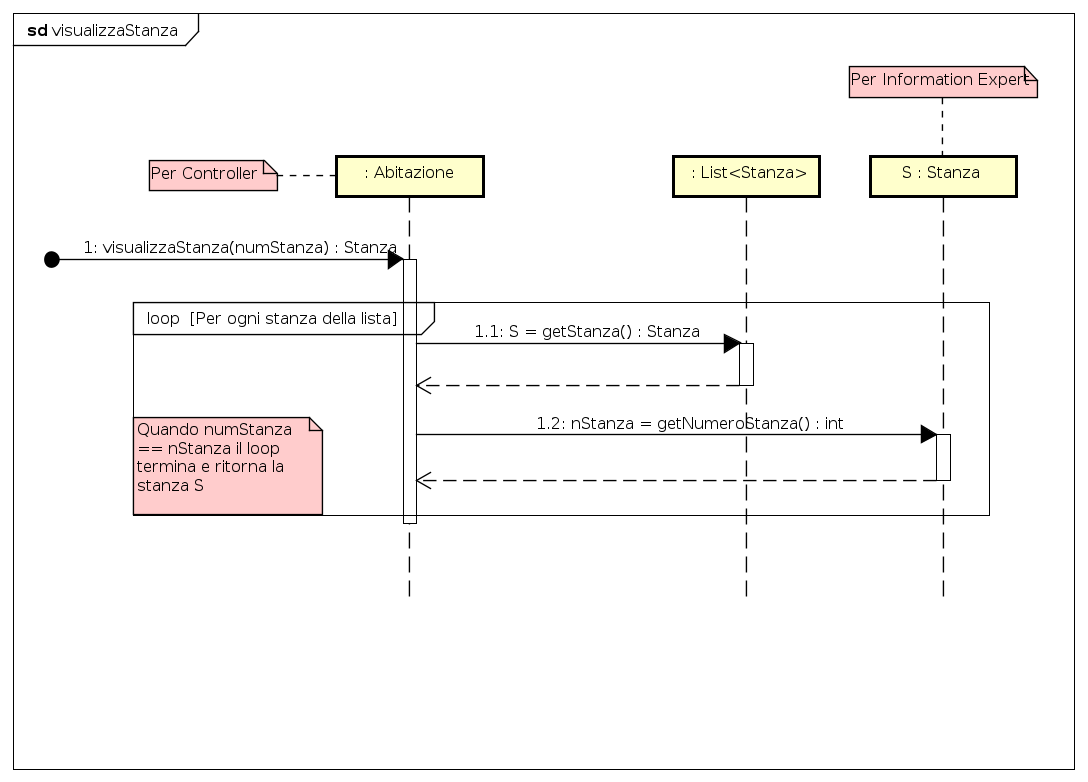 sd visualizzaStanza
Per Information Expert
Per Controller
: Abitazione
: List<Stanza>
S : Stanza
1: visualizzaStanza(numStanza) : Stanza
loop [Per ogni stanza della lista]
1.1: S = getStanza() : Stanza
1.2: nStanza = getNumeroStanza() : int
Quando numStanza
== nStanza il loop
termina e ritorna la
stanza S